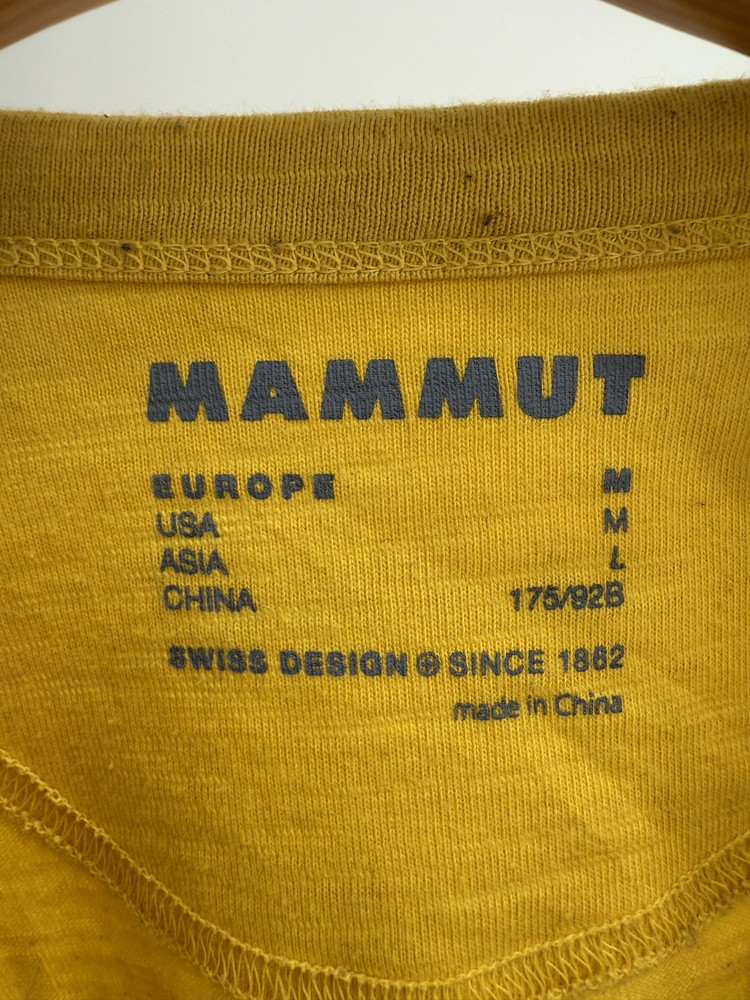 MAMMUT
EUROPE M
USA M
ASIA L
CHINA 175/92B
SWISS DESIGN ⊕ SINCE 1862
made in China